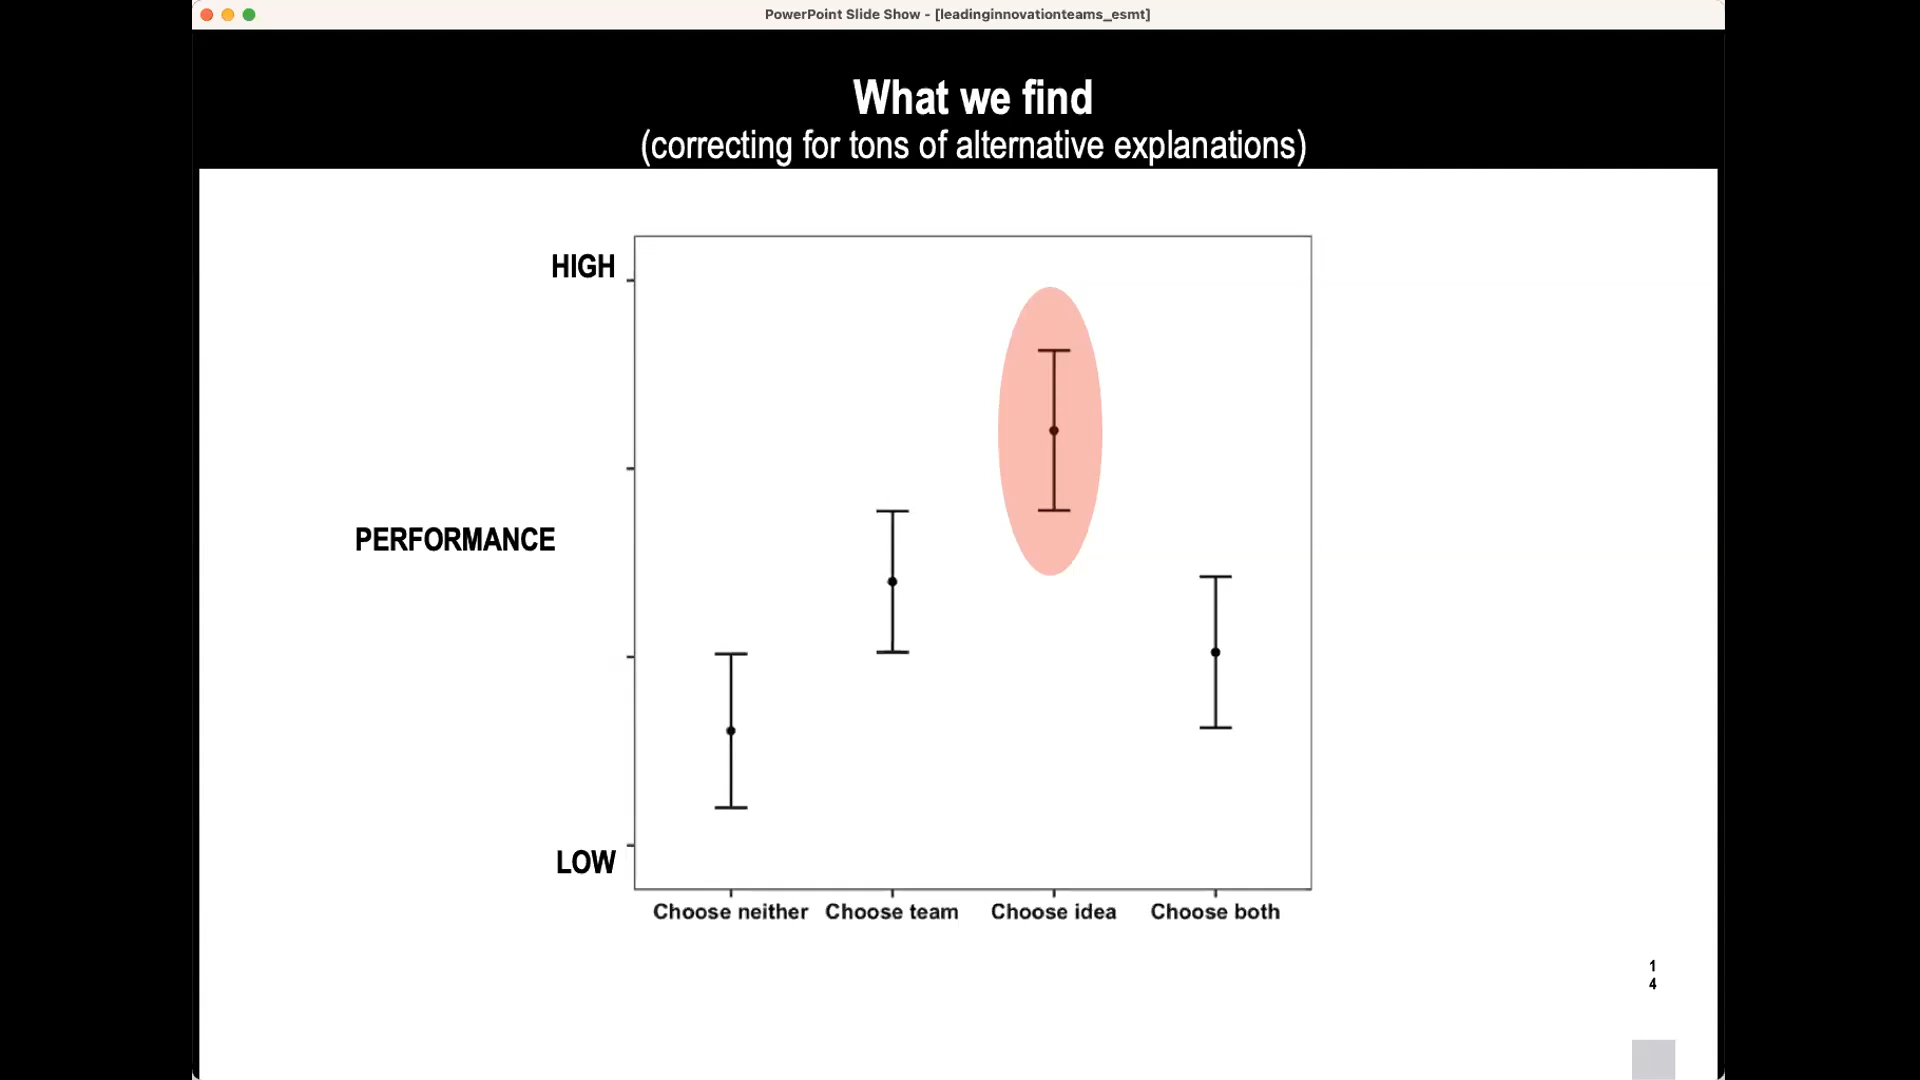 PowerPoint Slide Show - [leadinginnovationteams_esmt]
What we find
(correcting for tons of alternative explanations)
HIGH
PERFORMANCE
LOW
Choose neither Choose team Choose idea Choose both
1
4